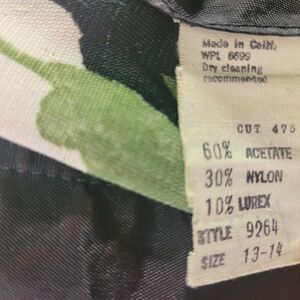 Made in Calif.
WPL 6699
Dry cleaning
recommended
CUT 475
60% ACETATE
30% NYLON
10% LUREX
STYLE 9264
SIZE 13-14